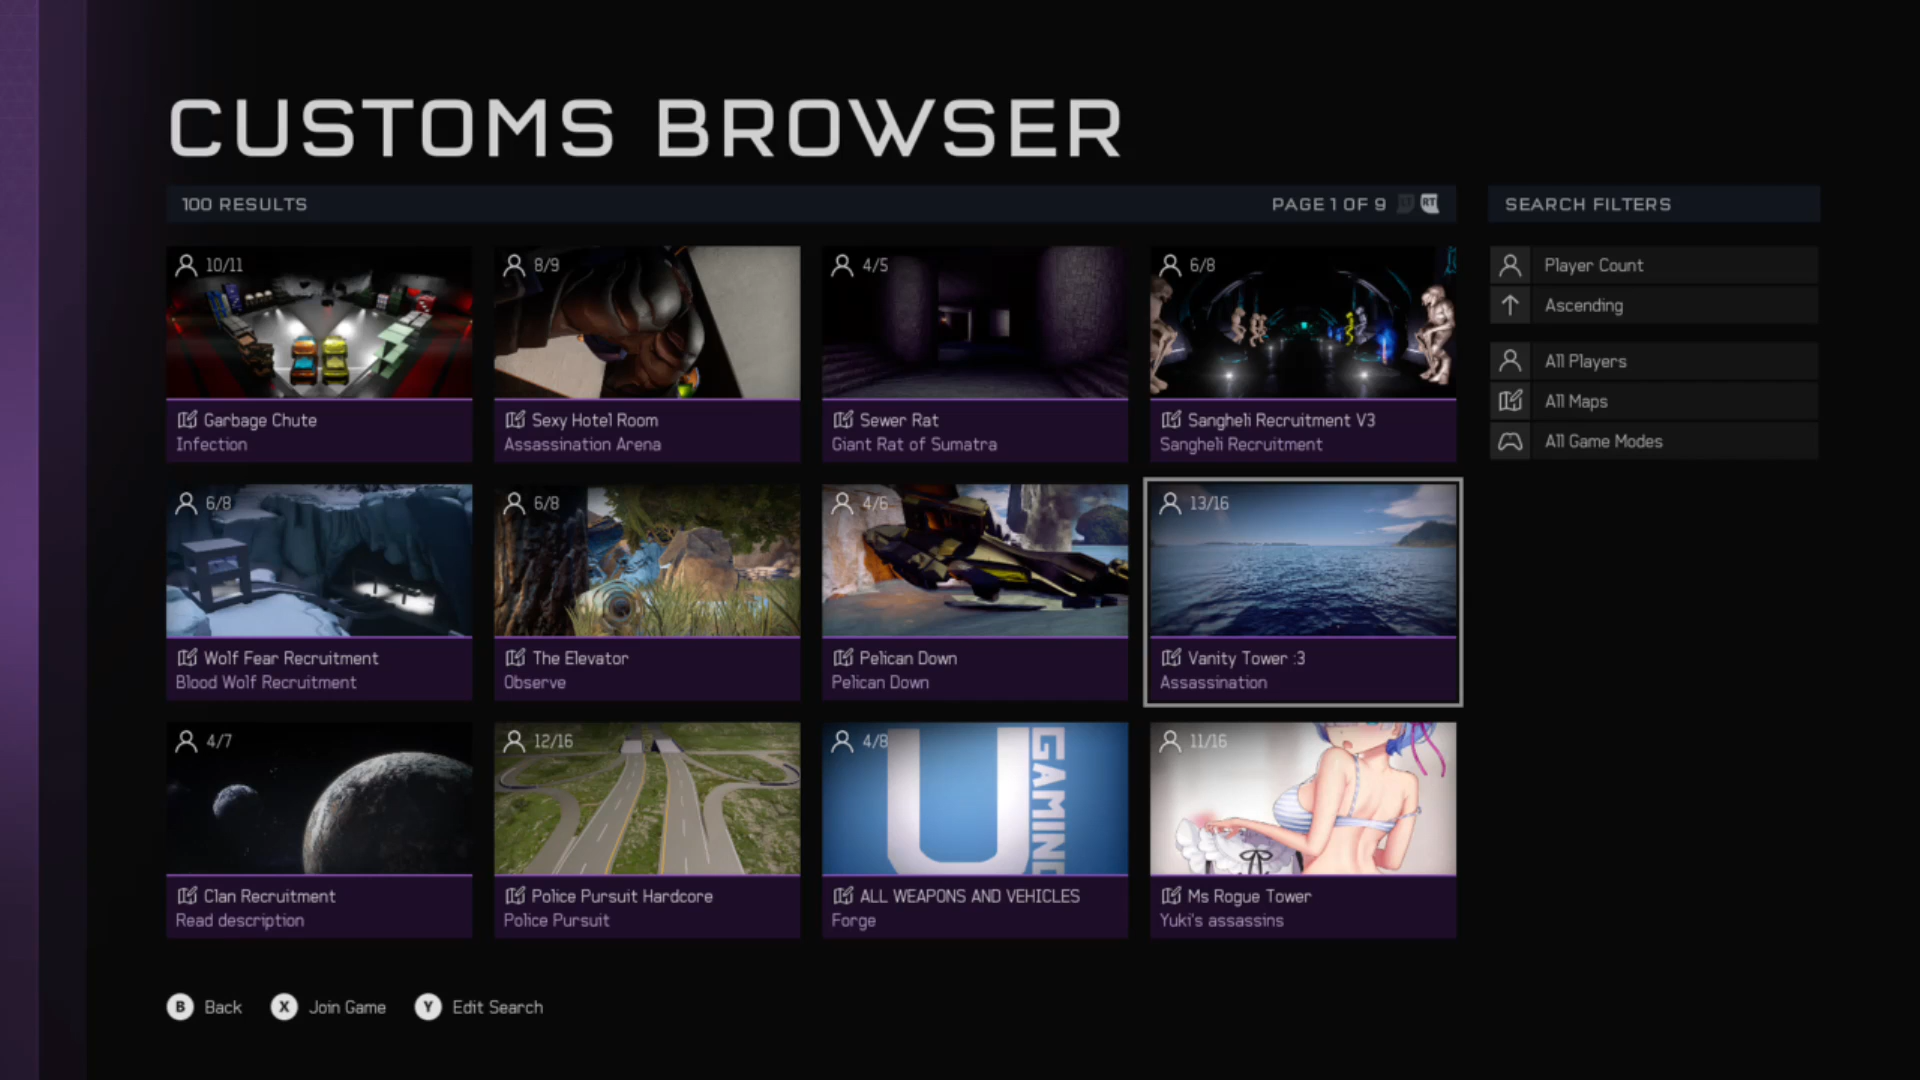 CUSTOMS BROWSER
100 RESULTS
PAGE 1 OF 9 LT RT
SEARCH FILTERS
10/11
Garbage Chute
Infection
8/9
Sexy Hotel Room
Assassination Arena
4/5
Sewer Rat
Giant Rat of Sumatra
6/8
Sangheli Recruitment V3
Sangheli Recruitment
Player Count
Ascending
All Players
All Maps
All Game Modes
6/8
Wolf Fear Recruitment
Blood Wolf Recruitment
6/8
The Elevator
Observe
4/6
Pelican Down
Pelican Down
13/16
Vanity Tower :3
Assassination
4/7
Clan Recruitment
Read description
12/16
Police Pursuit Hardcore
Police Pursuit
4/8
U
GAMING
ALL WEAPONS AND VEHICLES
Forge
11/16
Ms Rogue Tower
Yuki's assassins
B Back X Join Game Y Edit Search